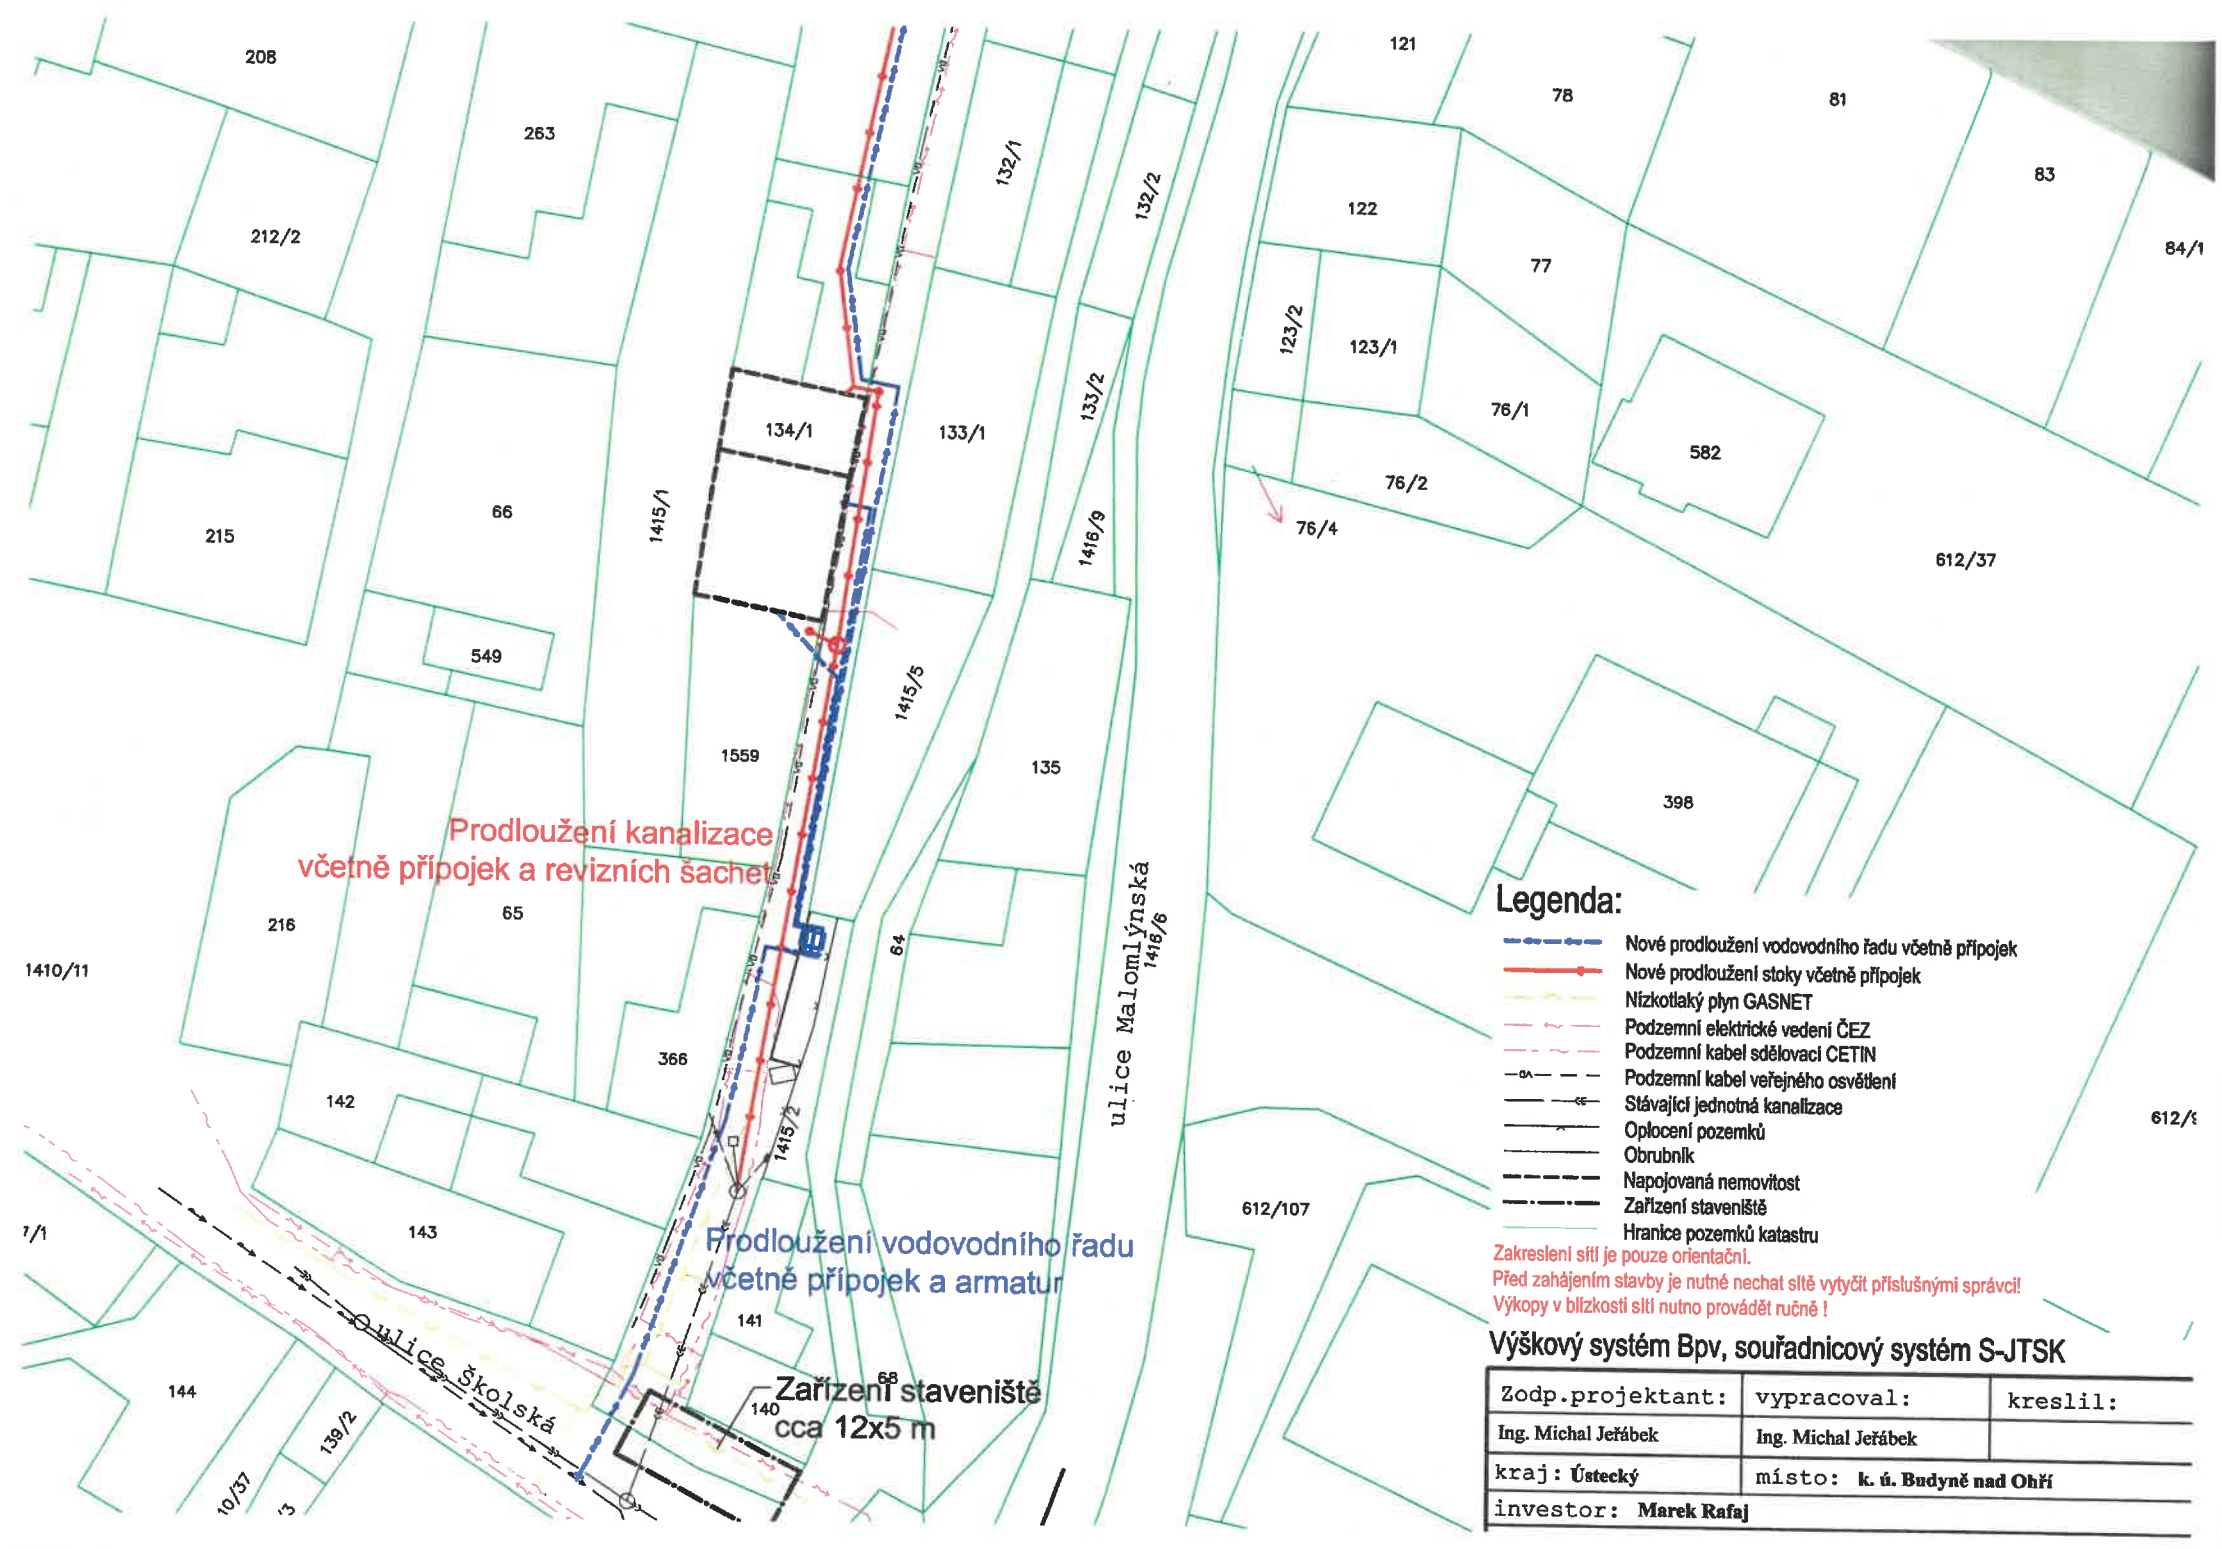 208
263
212/2
132/1
132/2
121
78
81
83
84/1
122
77
123/2
123/1
76/1
76/2
76/4
582
612/37
134/1
133/1
133/2
1416/9
1415/1
66
215
549
1559
1415/5
135
398
Prodloužení kanalizace
včetně přípojek a revizních šachet
216
65
64
1410/11
366
142
143
1415/2
ulice Malomlýnská
1416/6
612/107
Prodloužení vodovodního řadu
včetně přípojek a armatur
141
68
140
Zařízení staveniště
cca 12x5 m
ulice Školská
144
139/2
10/37
/3
Legenda:
Nové prodloužení vodovodního řadu včetně přípojek
Nové prodloužení stoky včetně přípojek
Nízkotlaký plyn GASNET
Podzemní elektrické vedení ČEZ
Podzemní kabel sdělovací CETIN
Podzemní kabel veřejného osvětlení
Stávající jednotná kanalizace
Oplocení pozemků
Obrubník
Napojovaná nemovitost
Zařízení staveniště
Hranice pozemků katastru
Zakreslení sítí je pouze orientační.
Před zahájením stavby je nutné nechat sítě vytyčit příslušnými správci!
Výkopy v blízkosti sítí nutno provádět ručně !
Výškový systém Bpv, souřadnicový systém S-JTSK
Zodp.projektant: vypracoval: kreslil:
Ing. Michal Jeřábek Ing. Michal Jeřábek
kraj: Ústecký místo: k. ú. Budyně nad Ohří
investor: Marek Rafaj